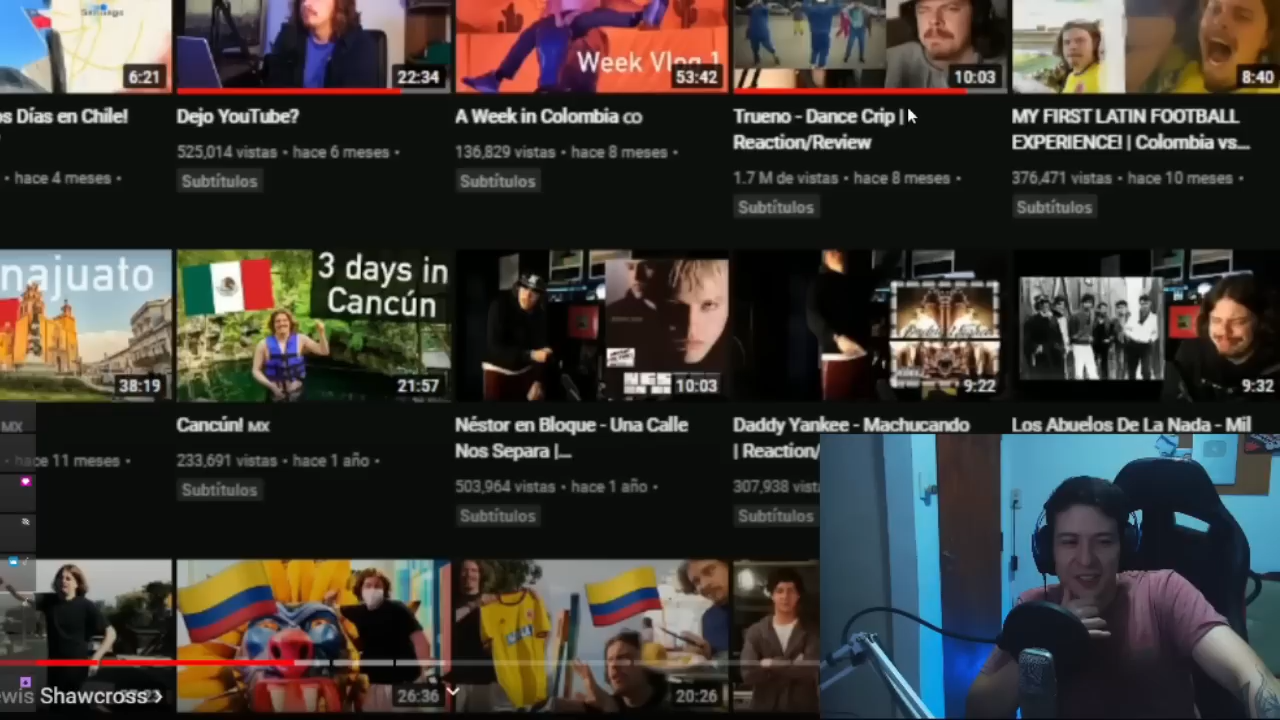 Santiago
6:21
22:34
Week Vlog 1
53:42
10:03
8:40
os Días en Chile!
Dejo YouTube?
A Week in Colombia CO
Trueno - Dance Crip |
Reaction/Review
MY FIRST LATIN FOOTBALL
EXPERIENCE! | Colombia vs...
• hace 4 meses •
525,014 vistas • hace 6 meses •
136,829 vistas • hace 8 meses •
1.7 M de vistas • hace 8 meses •
376,471 vistas • hace 10 meses •
Subtítulos
Subtítulos
Subtítulos
Subtítulos
najuato
38:19
3 days in
Cancún
21:57
10:03
9:22
9:32
MX
Cancún! MX
Néstor en Bloque - Una Calle
Nos Separa |...
Daddy Yankee - Machucando
| Reaction/
Los Abuelos De La Nada - Mil
hace 11 meses •
233,691 vistas • hace 1 año •
503,964 vistas • hace 1 año •
307,938 vist
Subtítulos
Subtítulos
Subtítulos
26:36
20:26
ewis Shawcross